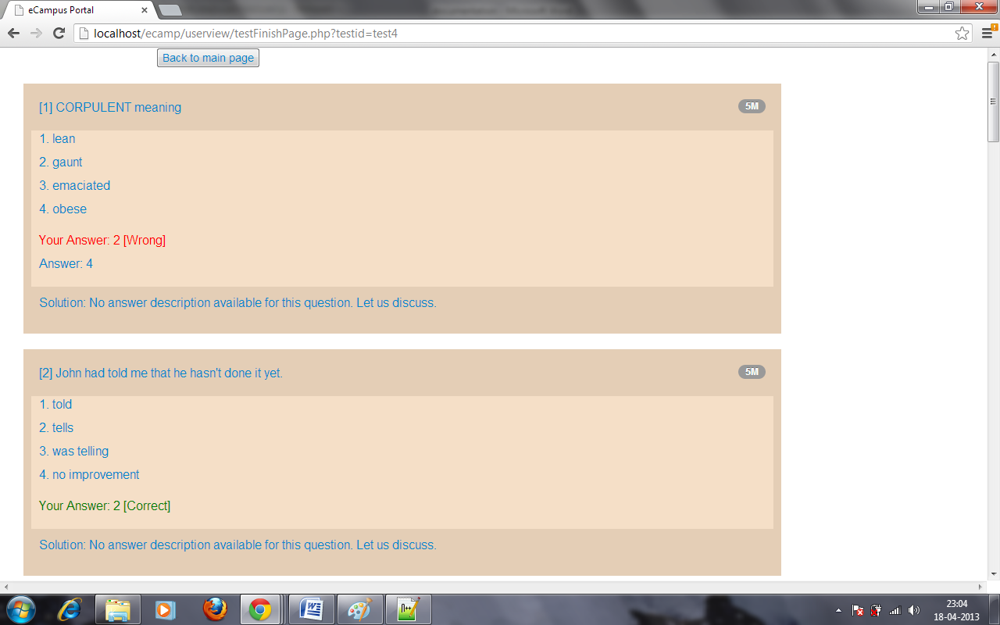 eCampus Portal
localhost/ecamp/userview/testFinishPage.php?testid=test4
Back to main page
[1] CORPULENT meaning 5M
1. lean
2. gaunt
3. emaciated
4. obese
Your Answer: 2 [Wrong]
Answer: 4
Solution: No answer description available for this question. Let us discuss.
[2] John had told me that he hasn't done it yet. 5M
1. told
2. tells
3. was telling
4. no improvement
Your Answer: 2 [Correct]
Solution: No answer description available for this question. Let us discuss.
23:04
18-04-2013